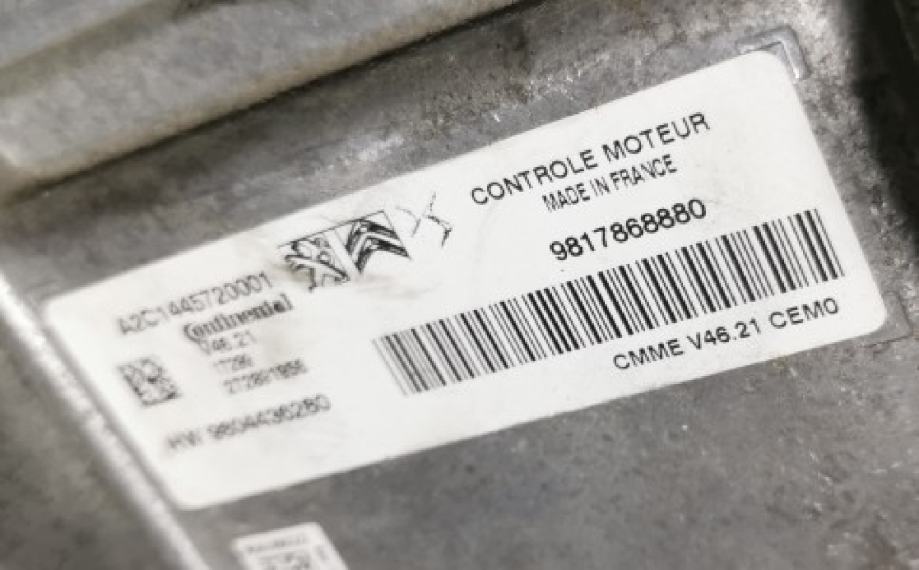 CONTROLE MOTEUR
MADE IN FRANCE
9817868880
CMME V46.21 CEM0
A2C1445720001
Continental
V46.21
HW 9804436280